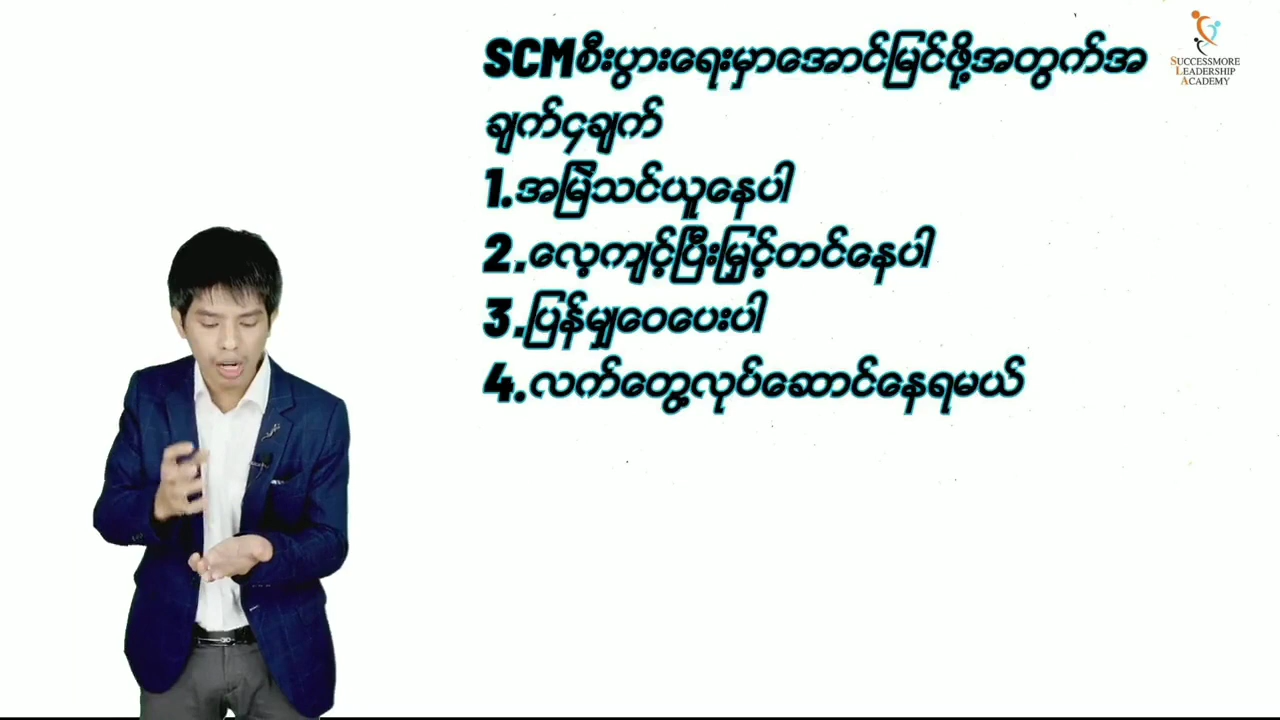 SCMစီးပွားရေးမှာအောင်မြင်ဖို့အတွက်အ
ချက်၄ချက်
1.အမြဲသင်ယူနေပါ
2.လေ့ကျင့်ပြီးမြှင့်တင်နေပါ
3.ပြန်မျှဝေပေးပါ
4.လက်တွေ့လုပ်ဆောင်နေရမယ်
SUCCESSMORE
LEADERSHIP
ACADEMY